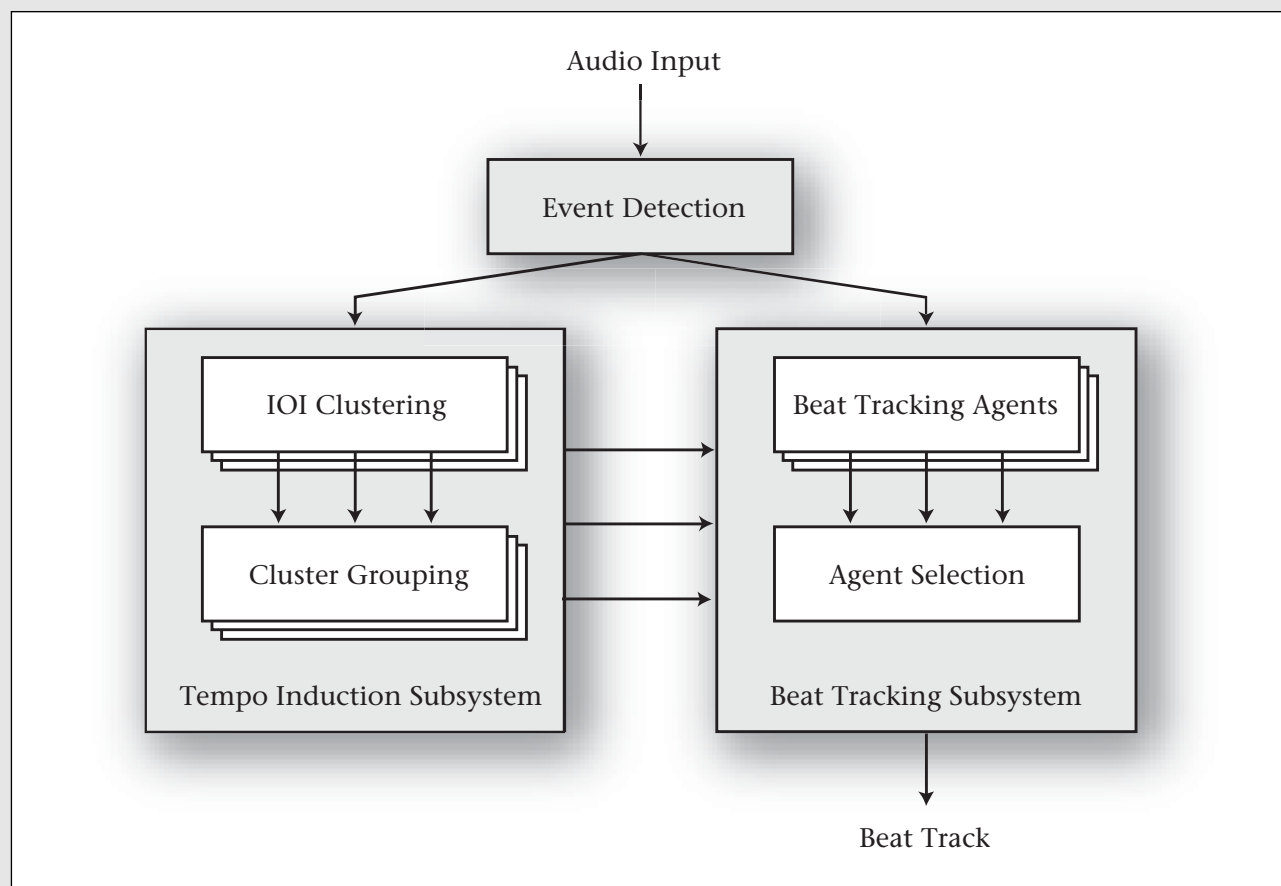 Audio Input
Event Detection
IOI Clustering
Cluster Grouping
Tempo Induction Subsystem
Beat Tracking Agents
Agent Selection
Beat Tracking Subsystem
Beat Track